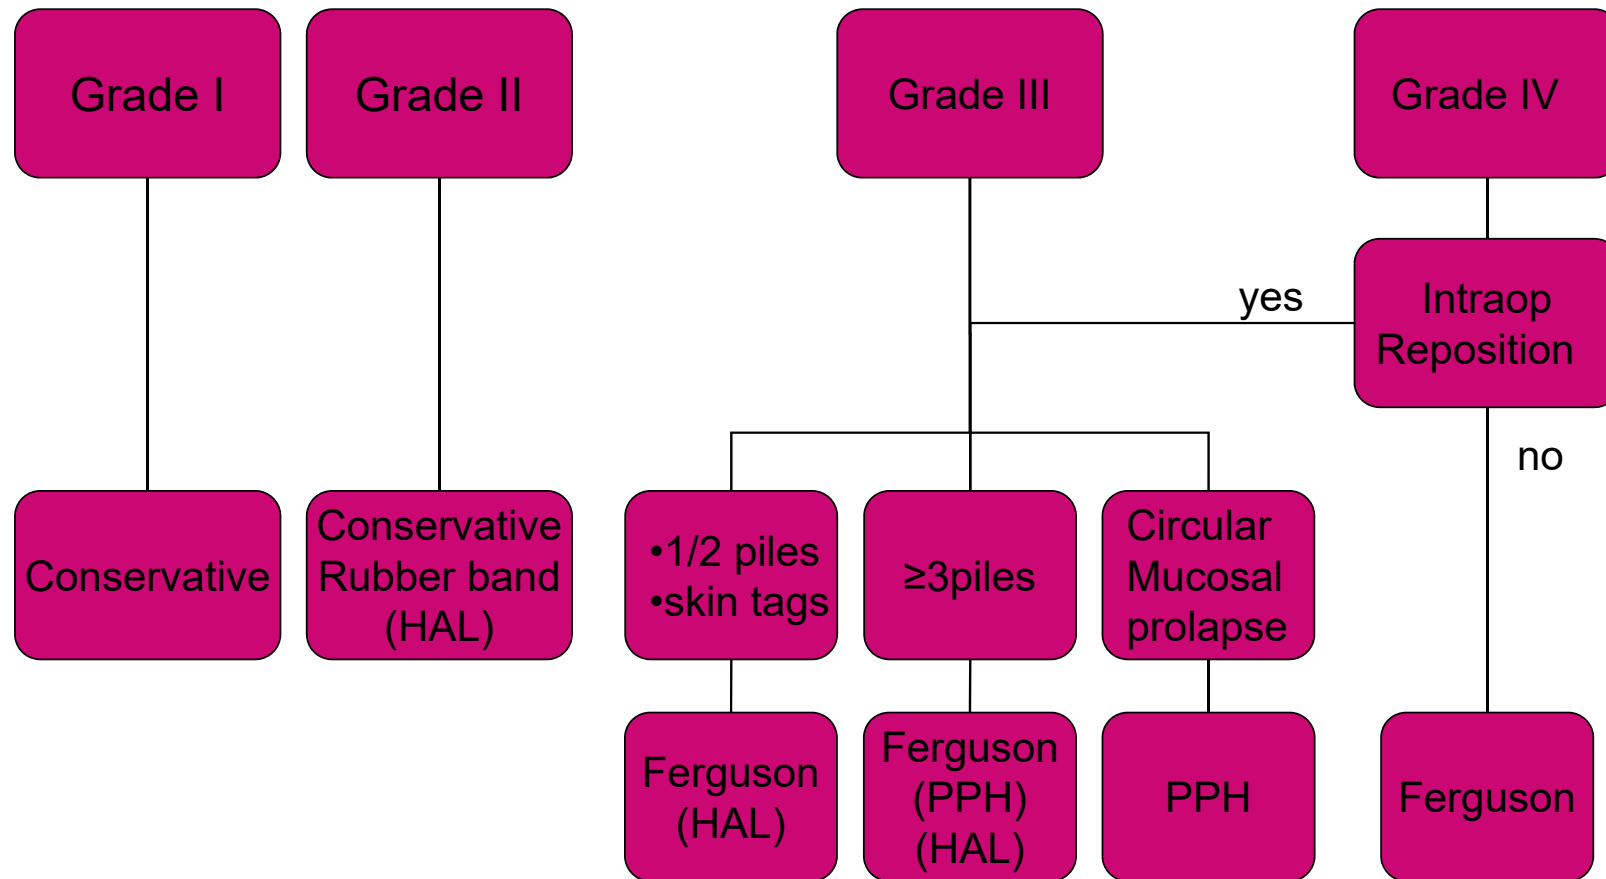 Grade I
Grade II
Grade III
Grade IV
yes
Intraop
Reposition
no
Conservative
Conservative
Rubber band
(HAL)
•1/2 piles
•skin tags
≥3piles
Circular
Mucosal
prolapse
Ferguson
(HAL)
Ferguson
(PPH)
(HAL)
PPH
Ferguson